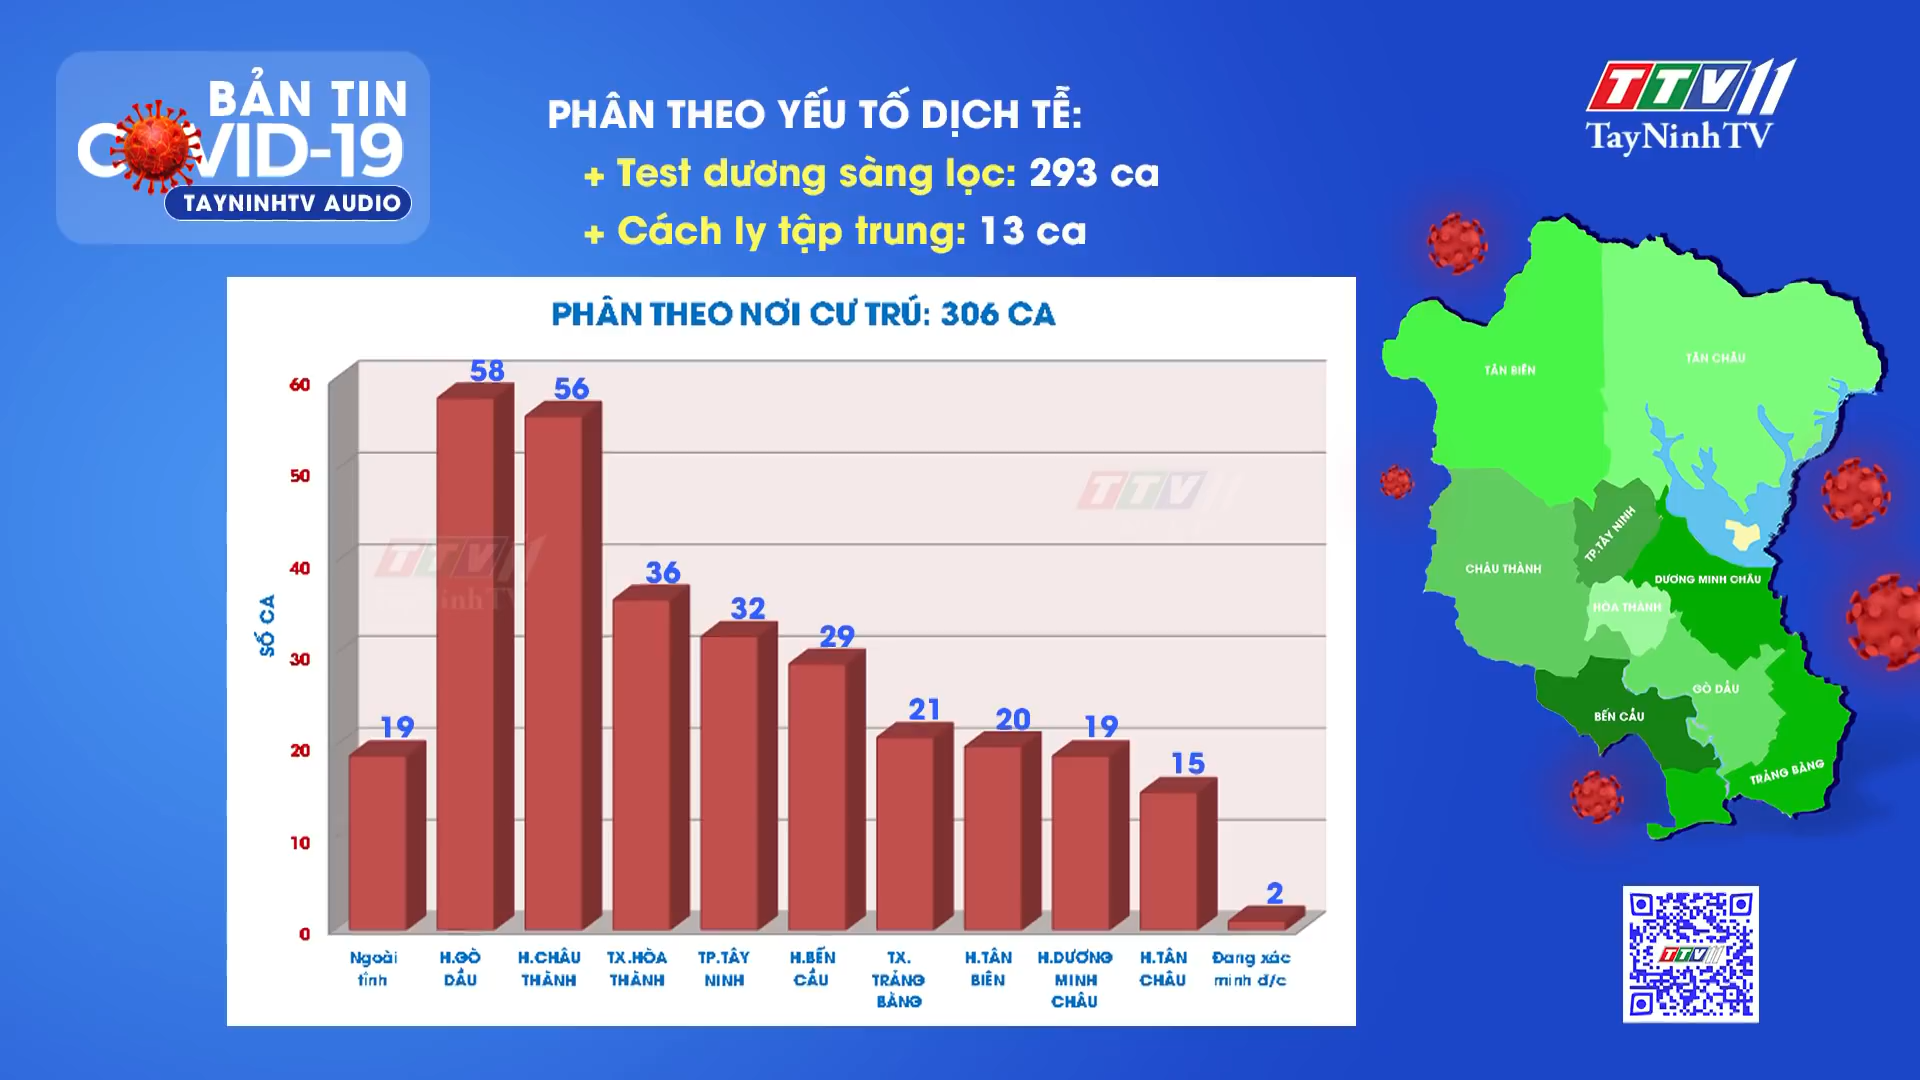 BẢN TIN
COVID-19
TAYNINHTV AUDIO
PHÂN THEO YẾU TỐ DỊCH TỄ:
+ Test dương sàng lọc: 293 ca
+ Cách ly tập trung: 13 ca
TTV11
TayNinhTV
PHÂN THEO NƠI CƯ TRÚ: 306 CA
SỐ CA
60
50
40
30
20
10
0
19
58
56
36
32
29
21
20
19
15
2
TTV11
TayNinhTV
TTV11
Ngoài
tỉnh
H.GÒ
DẦU
H.CHÂU
THÀNH
TX.HÒA
THÀNH
TP.TÂY
NINH
H.BẾN
CẦU
TX.
TRẢNG
BÀNG
H.TÂN
BIÊN
H.DƯƠNG
MINH
CHÂU
H.TÂN
CHÂU
Đang xác
minh đ/c
TÂN BIÊN
TÂN CHÂU
TP.TÂY NINH
CHÂU THÀNH
DƯƠNG MINH CHÂU
HÒA THÀNH
GÒ DẦU
BẾN CẦU
TRẢNG BÀNG
TTV11